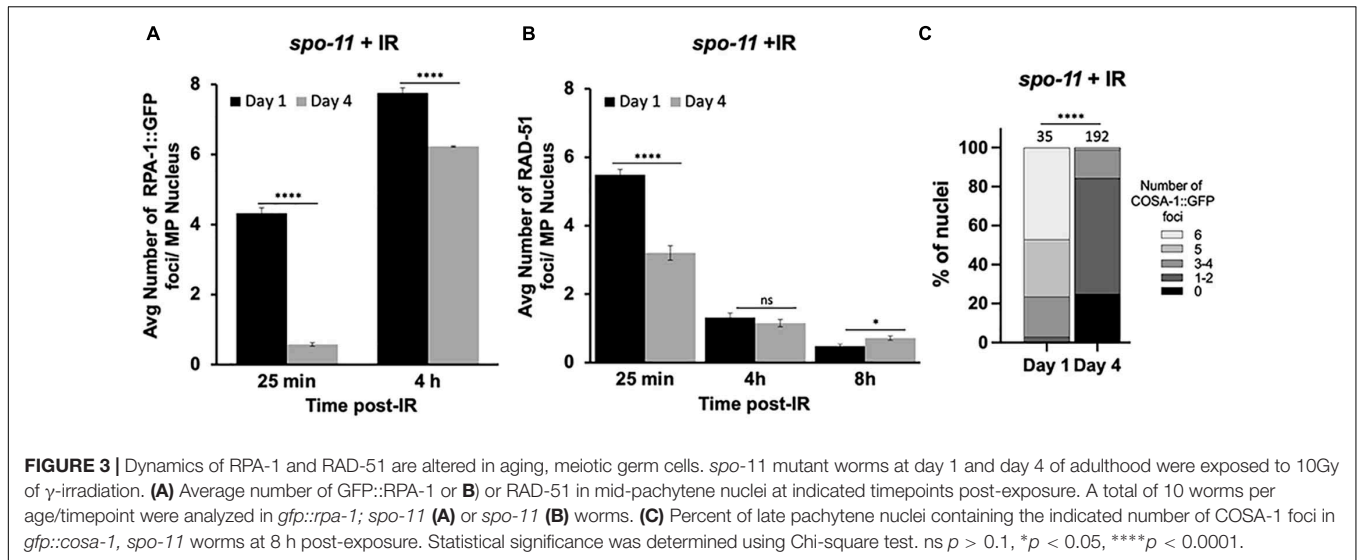 A
spo-11 + IR
Avg Number of RPA-1::GFP
foci/ MP Nucleus
8
6
4
2
0
Day 1 Day 4
****
****
25 min 4 h
Time post-IR
B
spo-11 +IR
Avg Number of RAD-51
foci/ MP Nucleus
8
6
4
2
0
Day 1 Day 4
****
ns
*
25 min 4h 8h
Time post-IR
C
spo-11 + IR
****
35 192
% of nuclei
100
80
60
40
20
0
Day 1 Day 4
Number of
COSA-1::GFP
foci
6
5
3-4
1-2
0
FIGURE 3 | Dynamics of RPA-1 and RAD-51 are altered in aging, meiotic germ cells. spo-11 mutant worms at day 1 and day 4 of adulthood were exposed to 10Gy
of γ-irradiation. (A) Average number of GFP::RPA-1 or B) or RAD-51 in mid-pachytene nuclei at indicated timepoints post-exposure. A total of 10 worms per
age/timepoint were analyzed in gfp::rpa-1; spo-11 (A) or spo-11 (B) worms. (C) Percent of late pachytene nuclei containing the indicated number of COSA-1 foci in
gfp::cosa-1, spo-11 worms at 8 h post-exposure. Statistical significance was determined using Chi-square test. ns p > 0.1, *p < 0.05, ****p < 0.0001.